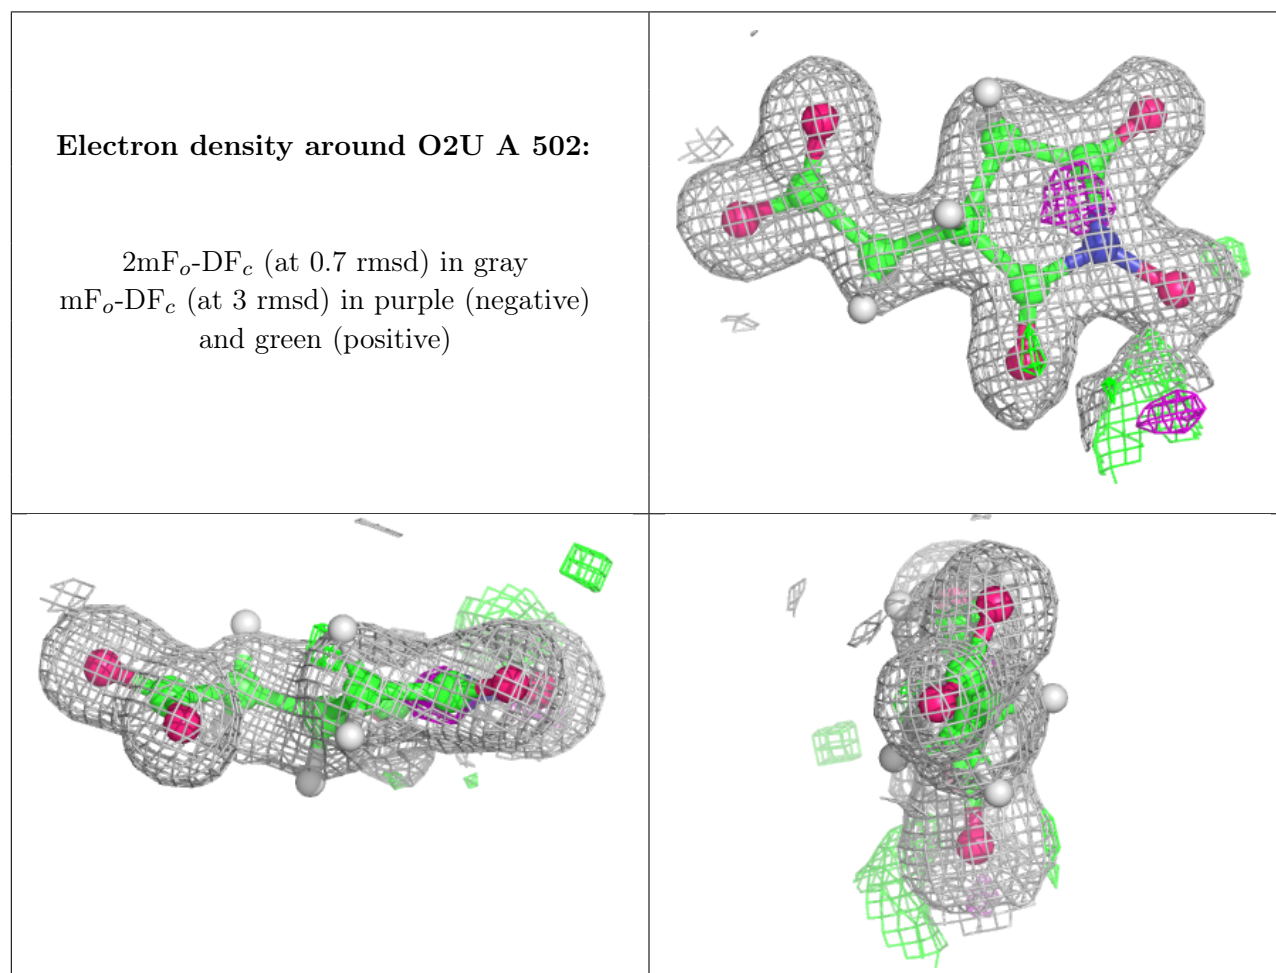 Electron density around O2U A 502:
2mFo-DFc (at 0.7 rmsd) in gray
mFo-DFc (at 3 rmsd) in purple (negative)
and green (positive)